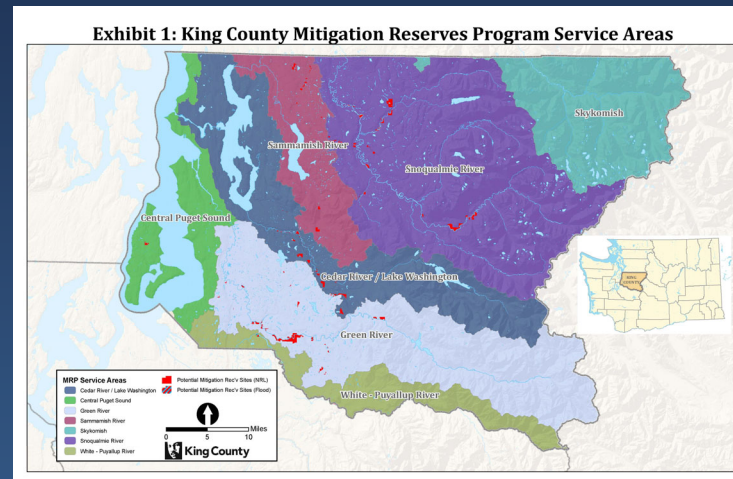 Exhibit 1: King County Mitigation Reserves Program Service Areas
Skykomish
Sammamish River
Snoqualmie River
Central Puget Sound
Cedar River / Lake Washington
KING
COUNTY
Green River
White - Puyallup River
MRP Service Areas
Cedar River / Lake Washington
Central Puget Sound
Green River
Sammamish River
Skykomish
Snoqualmie River
White - Puyallup River
Potential Mitigation Rec'v Sites (NRL)
Potential Mitigation Rec'v Sites (Flood)
Miles
0 5 10
King County